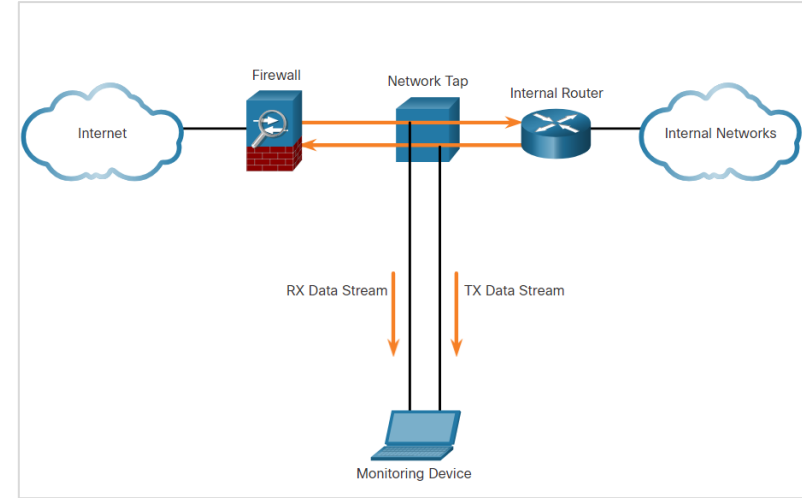 Firewall
Network Tap
Internal Router
Internet
Internal Networks
RX Data Stream
TX Data Stream
Monitoring Device